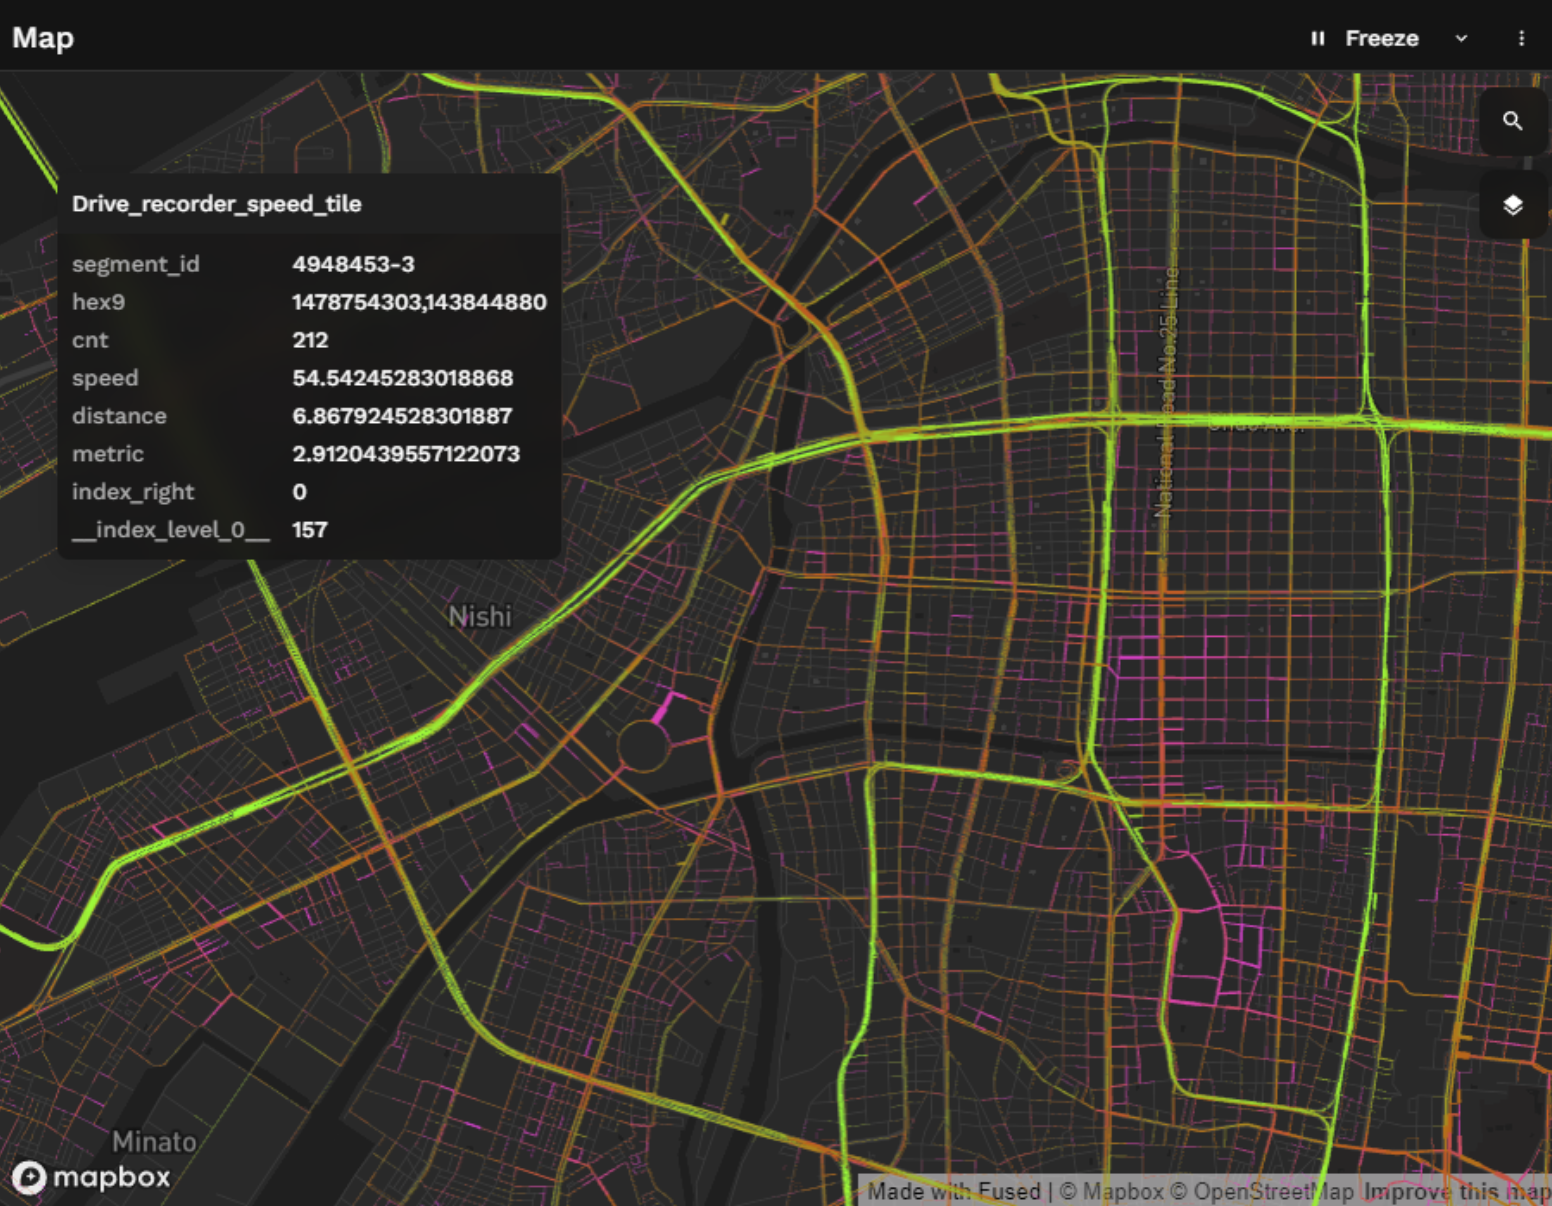 Map
Freeze
Drive_recorder_speed_tile
segment_id 4948453-3
hex9 1478754303,143844880
cnt 212
speed 54.54245283018868
distance 6.867924528301887
metric 2.9120439557122073
index_right 0
__index_level_0__ 157
National Road No.25 Line
Nishi
Minato
mapbox
Made with Fused | © Mapbox © OpenStreetMap Improve this map